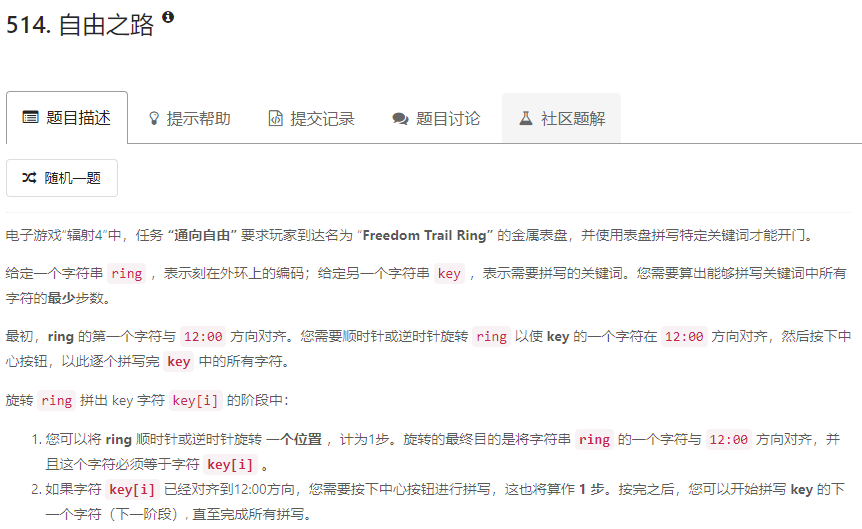 514. 自由之路
题目描述 提示帮助 提交记录 题目讨论 社区题解
随机一题
电子游戏“辐射4”中，任务 “通向自由” 要求玩家到达名为 “Freedom Trail Ring” 的金属表盘，并使用表盘拼写特定关键词才能开门。
给定一个字符串 ring ，表示刻在外环上的编码；给定另一个字符串 key ，表示需要拼写的关键词。您需要算出能够拼写关键词中所有
字符的最少步数。
最初，ring 的第一个字符与 12:00 方向对齐。您需要顺时针或逆时针旋转 ring 以使 key 的一个字符在 12:00 方向对齐，然后按下中
心按钮，以此逐个拼写完 key 中的所有字符。
旋转 ring 拼出 key 字符 key[i] 的阶段中：
1. 您可以将 ring 顺时针或逆时针旋转 一个位置 ，计为1步。旋转的最终目的是将字符串 ring 的一个字符与 12:00 方向对齐，并
且这个字符必须等于字符 key[i] 。
2. 如果字符 key[i] 已经对齐到12:00方向，您需要按下中心按钮进行拼写，这也将算作 1 步。按完之后，您可以开始拼写 key 的下
一个字符（下一阶段）, 直至完成所有拼写。